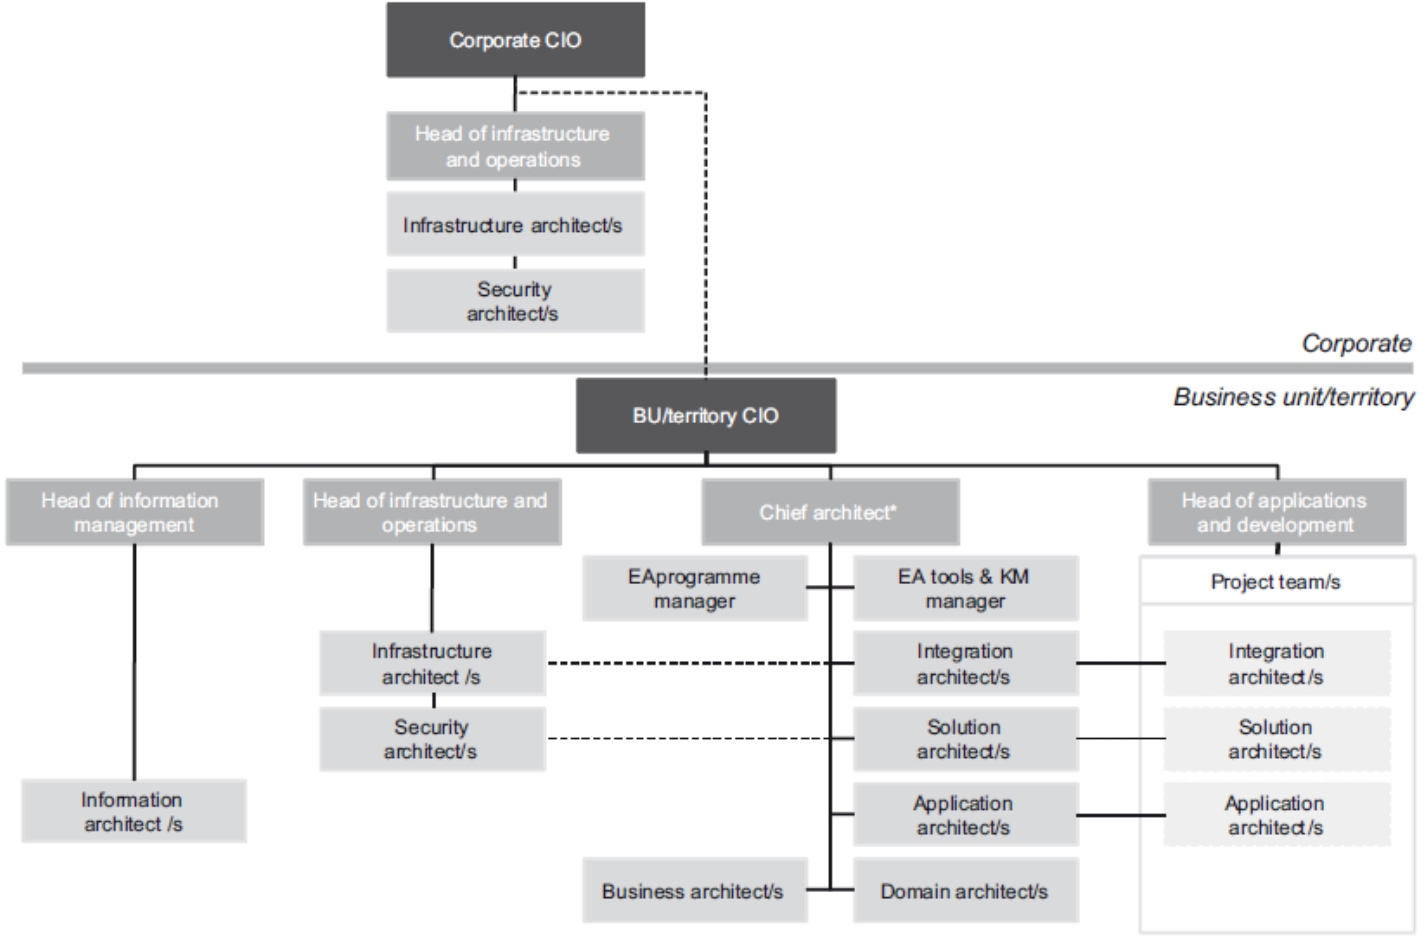 Corporate CIO
Head of infrastructure
and operations
Infrastructure architect/s
Security
architect/s
Corporate
Business unit/territory
BU/territory CIO
Head of information
management
Head of infrastructure and
operations
Chief architect*
Head of applications
and development
EAprogramme
manager
EA tools & KM
manager
Project team/s
Infrastructure
architect /s
Integration
architect/s
Integration
architect/s
Security
architect/s
Solution
architect/s
Solution
architect/s
Information
architect /s
Application
architect/s
Application
architect/s
Business architect/s
Domain architect/s